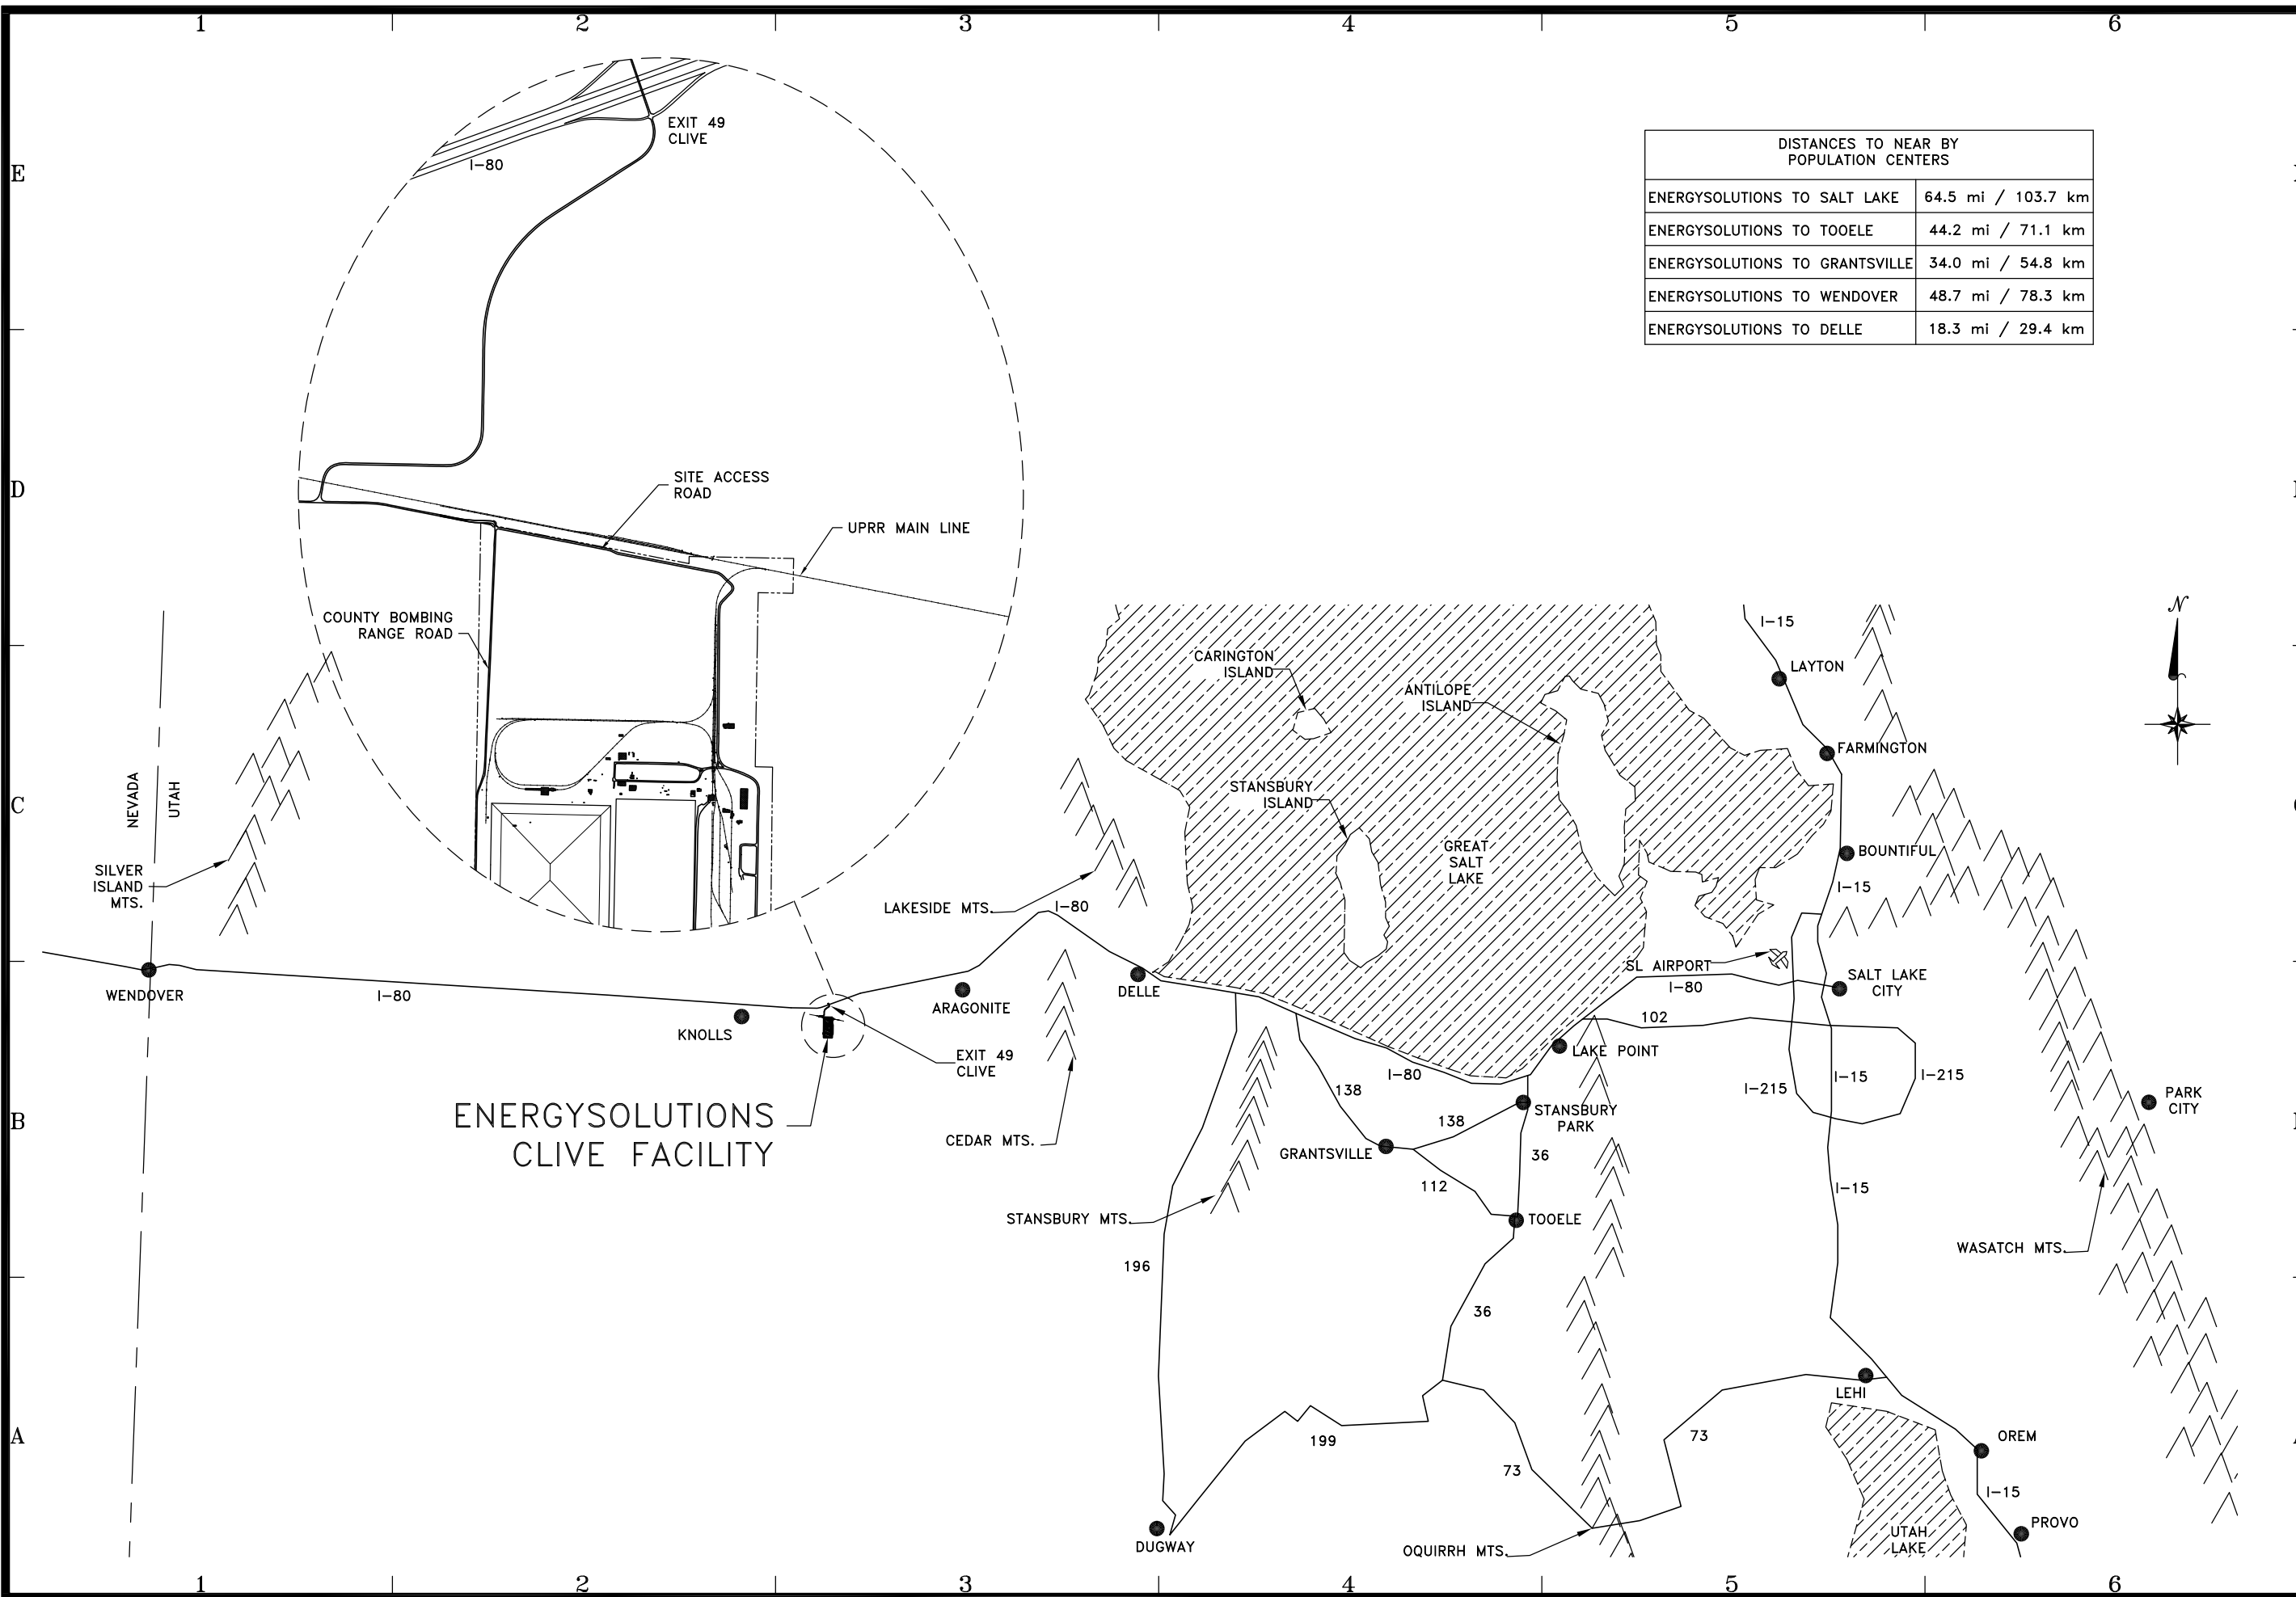 1 2 3 4 5 6
E
D
C
B
A
EXIT 49
CLIVE
I-80
SITE ACCESS
ROAD
UPRR MAIN LINE
COUNTY BOMBING
RANGE ROAD
DISTANCES TO NEAR BY
POPULATION CENTERS
ENERGYSOLUTIONS TO SALT LAKE 64.5 mi / 103.7 km
ENERGYSOLUTIONS TO TOOELE 44.2 mi / 71.1 km
ENERGYSOLUTIONS TO GRANTSVILLE 34.0 mi / 54.8 km
ENERGYSOLUTIONS TO WENDOVER 48.7 mi / 78.3 km
ENERGYSOLUTIONS TO DELLE 18.3 mi / 29.4 km
N
NEVADA
UTAH
SILVER
ISLAND
MTS.
WENDOVER
I-80
KNOLLS
ARAGONITE
EXIT 49
CLIVE
ENERGYSOLUTIONS
CLIVE FACILITY
LAKESIDE MTS.
I-80
CEDAR MTS.
DELLE
CARINGTON
ISLAND
ANTILOPE
ISLAND
STANSBURY
ISLAND
GREAT
SALT
LAKE
I-15
LAYTON
FARMINGTON
BOUNTIFUL
I-15
SL AIRPORT
SALT LAKE
CITY
I-80
102
LAKE POINT
I-80
138
138
STANSBURY
PARK
GRANTSVILLE
36
112
TOOELE
STANSBURY MTS.
196
I-215
I-15
I-215
I-15
PARK
CITY
WASATCH MTS.
36
199
73
73
LEHI
OREM
I-15
PROVO
UTAH
LAKE
DUGWAY
OQUIRRH MTS.
1 2 3 4 5 6